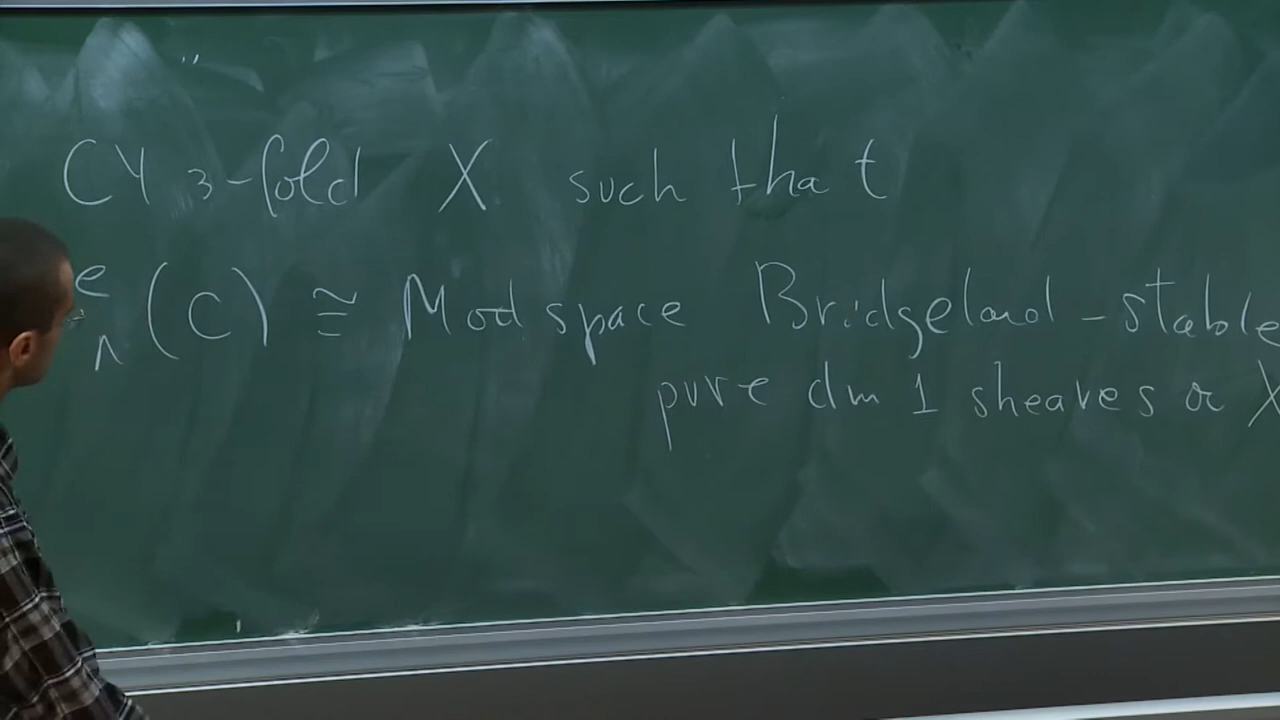 CY 3-fold X such that
e
n (C) ≅ Mod space Bridgeland-stable
pure dim 1 sheaves on X